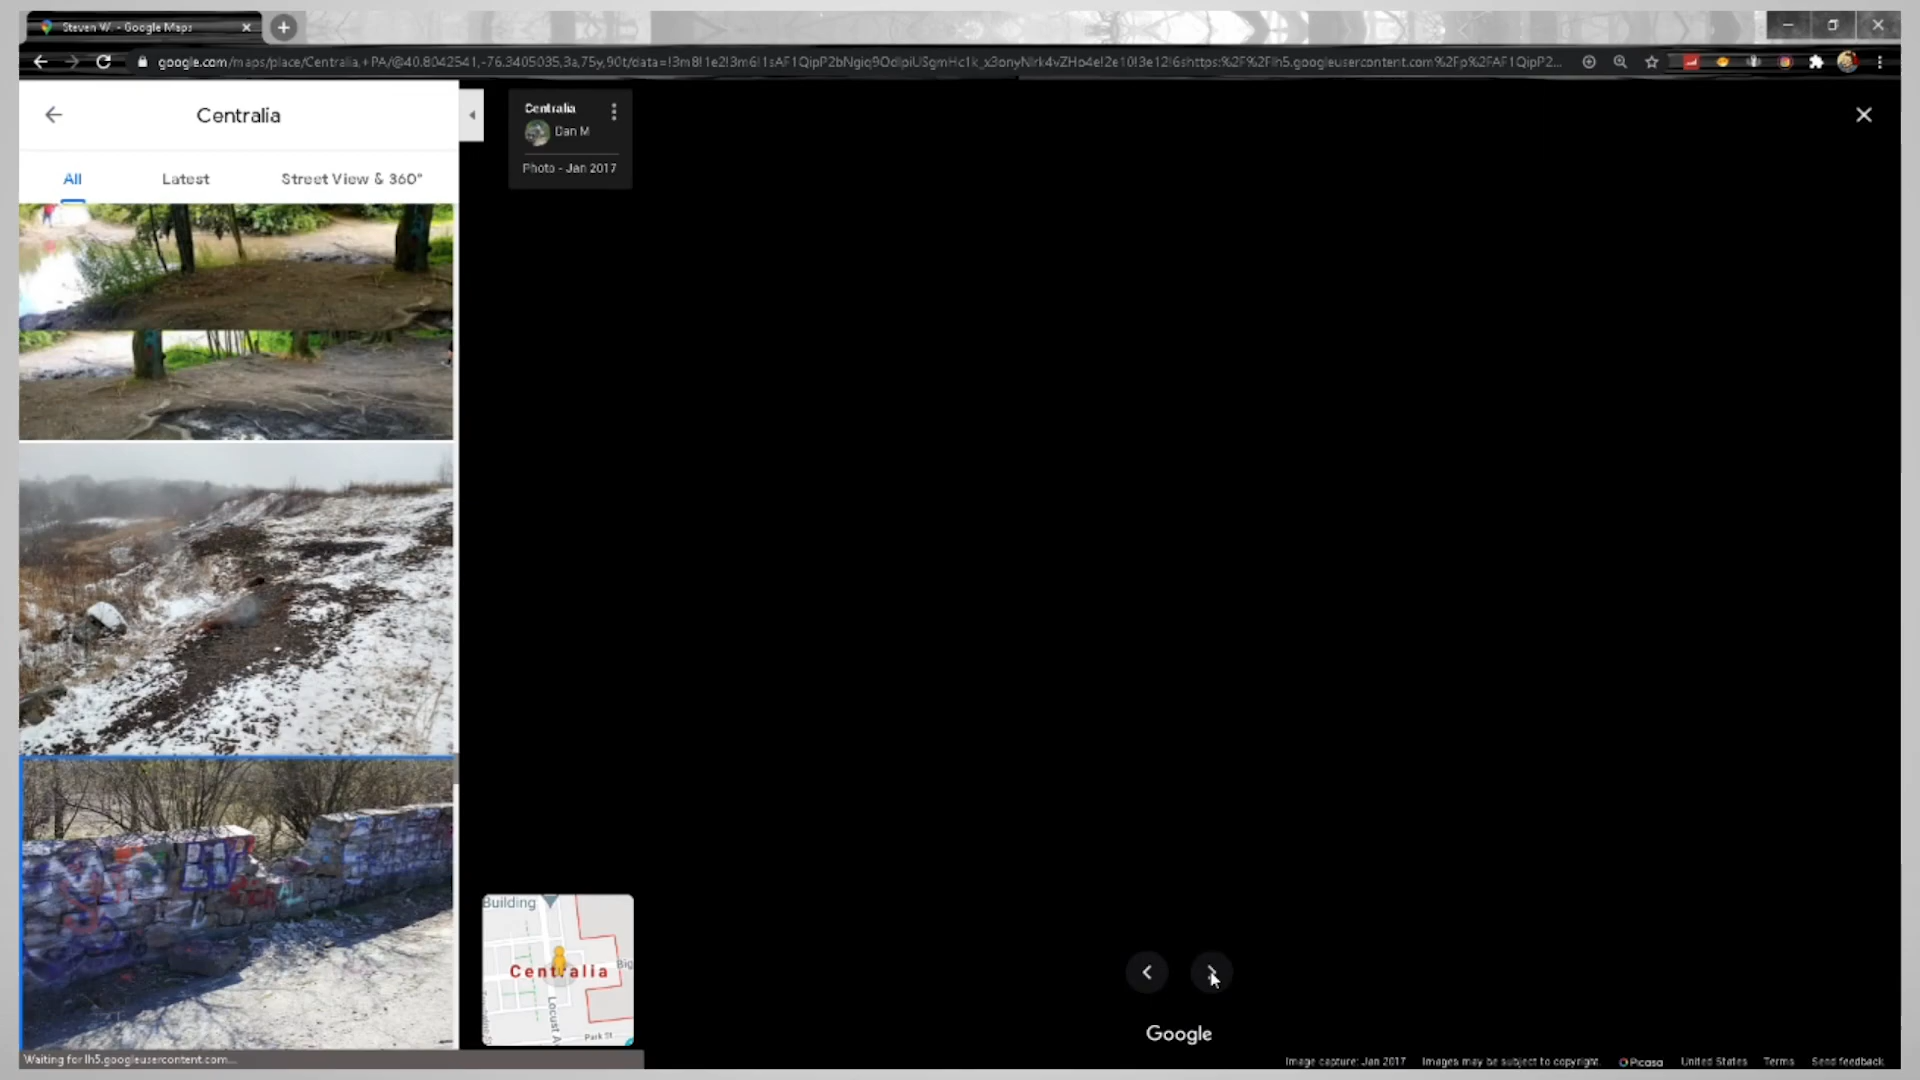 Steven W. - Google Maps
google.com/maps/place/Centralia,+PA/@40.8042541,-76.3405035,3a,75y,90t/data=
Centralia
All
Latest
Street View & 360°
Centralia
Dan M
Photo - Jan 2017
Building
Centralia
Big
Locust A
Park St
Google
Waiting for lh5.googleusercontent.com...
Image capture: Jan 2017
Images may be subject to copyright.
Picasa
United States
Terms
Send feedback